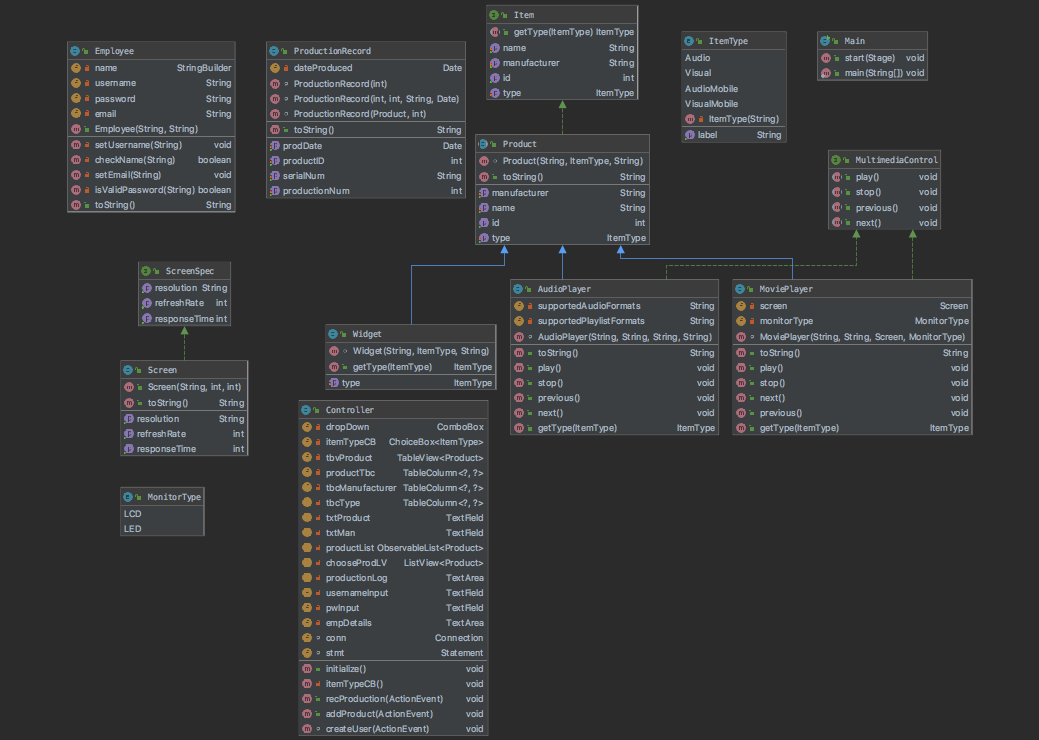 Employee
name StringBuilder
username String
password String
email String
Employee(String, String)
setUsername(String) void
checkName(String) boolean
setEmail(String) void
isValidPassword(String) boolean
toString() String
ProductionRecord
dateProduced Date
ProductionRecord(int)
ProductionRecord(int, int, String, Date)
ProductionRecord(Product, int)
toString() String
prodDate Date
productID int
serialNum String
productionNum int
Item
getType(ItemType) ItemType
name String
manufacturer String
id int
type ItemType
ItemType
Audio
Visual
AudioMobile
VisualMobile
ItemType(String)
label String
Main
start(Stage) void
main(String[]) void
Product
Product(String, ItemType, String)
toString() String
manufacturer String
name String
id int
type ItemType
MultimediaControl
play() void
stop() void
previous() void
next() void
ScreenSpec
resolution String
refreshRate int
responseTime int
AudioPlayer
supportedAudioFormats String
supportedPlaylistFormats String
AudioPlayer(String, String, String, String)
toString() String
play() void
stop() void
previous() void
next() void
getType(ItemType) ItemType
MoviePlayer
screen Screen
monitorType MonitorType
MoviePlayer(String, String, Screen, MonitorType)
toString() String
play() void
stop() void
next() void
previous() void
getType(ItemType) ItemType
Widget
Widget(String, ItemType, String)
getType(ItemType) ItemType
type ItemType
Screen
Screen(String, int, int)
toString() String
resolution String
refreshRate int
responseTime int
Controller
dropDown ComboBox
itemTypeCB ChoiceBox<ItemType>
tbvProduct TableView<Product>
productTbc TableColumn<?, ?>
tbcManufacturer TableColumn<?, ?>
tbcType TableColumn<?, ?>
txtProduct TextField
txtMan TextField
productList ObservableList<Product>
chooseProdLV ListView<Product>
productionLog TextArea
usernameInput TextField
pwInput TextField
empDetails TextArea
conn Connection
stmt Statement
initialize() void
itemTypeCB() void
recProduction(ActionEvent) void
addProduct(ActionEvent) void
createUser(ActionEvent) void
MonitorType
LCD
LED